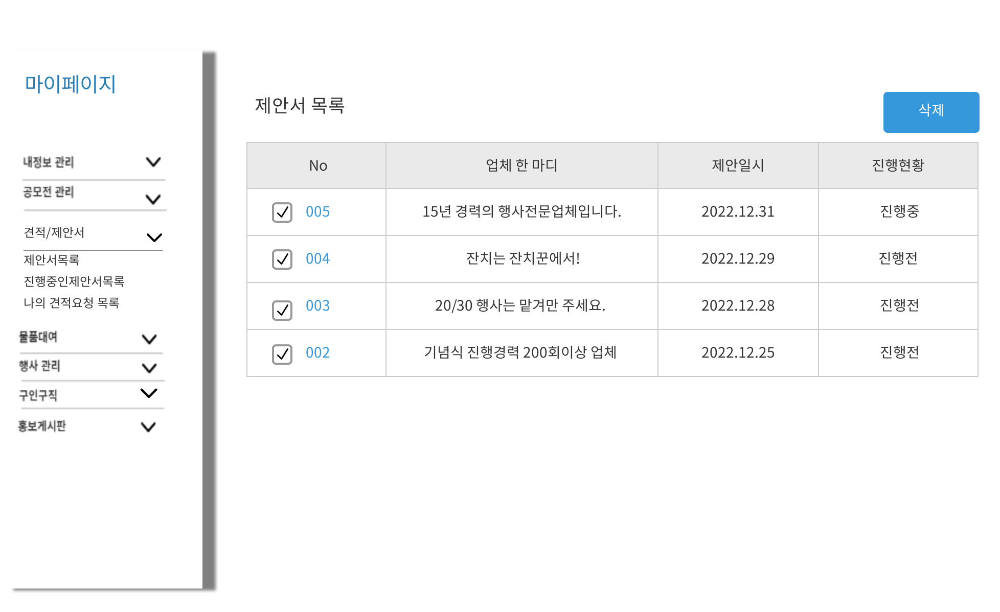 마이페이지
내정보 관리
공모전 관리
견적/제안서
제안서목록
진행중인제안서목록
나의 견적요청 목록
물품대여
행사 관리
구인구직
홍보게시판
제안서 목록
삭제
No 업체 한 마디 제안일시 진행현황
005 15년 경력의 행사전문업체입니다. 2022.12.31 진행중
004 잔치는 잔치꾼에서! 2022.12.29 진행전
003 20/30 행사는 맡겨만 주세요. 2022.12.28 진행전
002 기념식 진행경력 200회이상 업체 2022.12.25 진행전